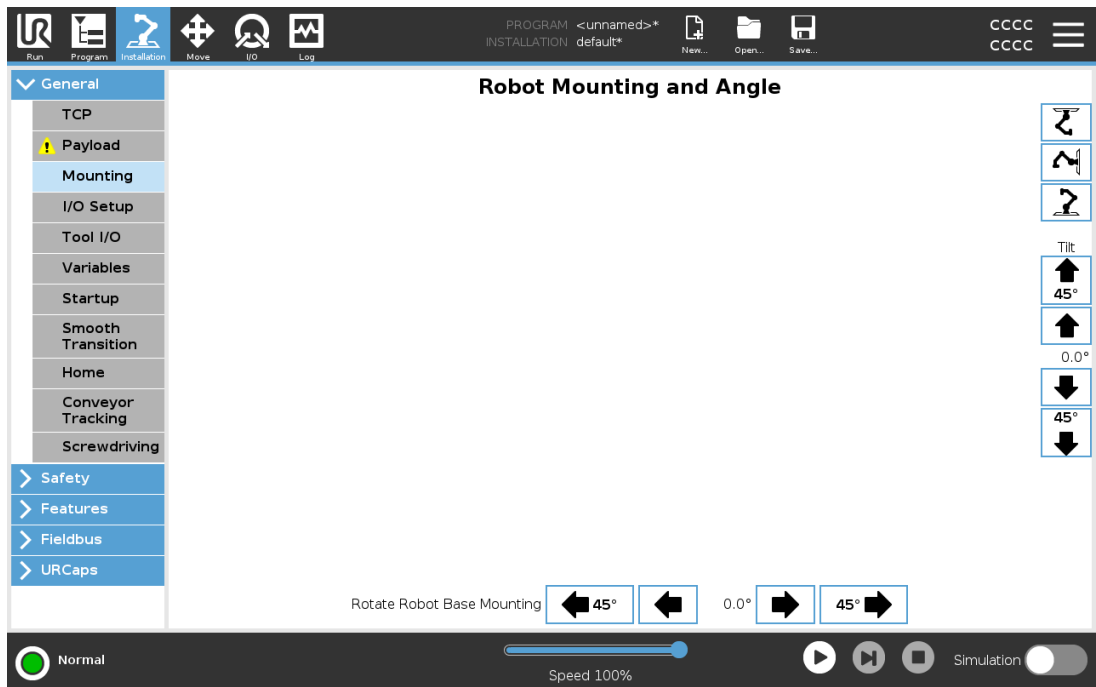 PROGRAM <unnamed>*
INSTALLATION default*
CCCC
CCCC
Run
Program
Installation
Move
I/O
Log
New...
Open...
Save...
General
TCP
Payload
Mounting
I/O Setup
Tool I/O
Variables
Startup
Smooth
Transition
Home
Conveyor
Tracking
Screwdriving
Safety
Features
Fieldbus
URCaps
Robot Mounting and Angle
Tilt
45°
0.0°
45°
Rotate Robot Base Mounting 45° 0.0° 45°
Normal
Speed 100%
Simulation